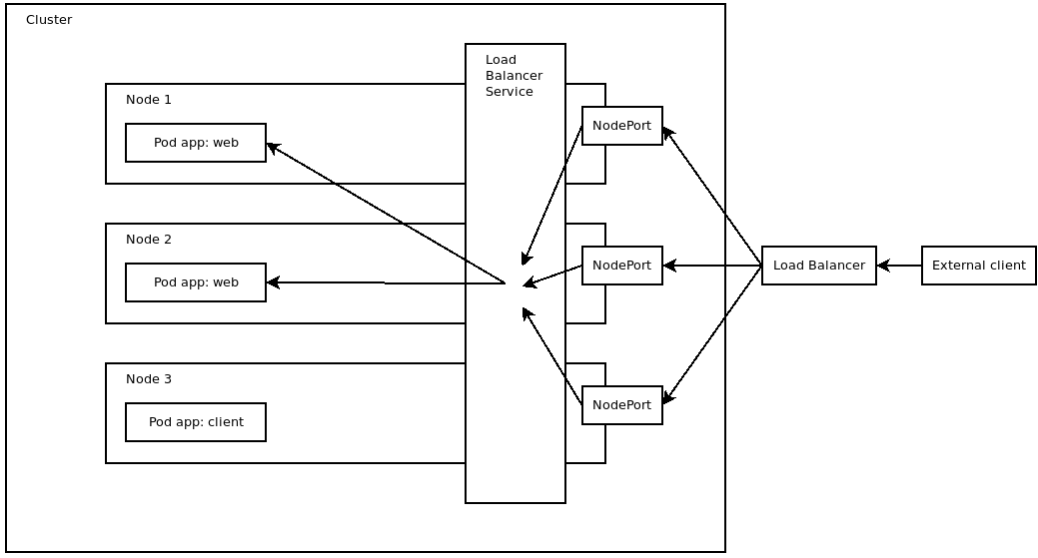 Cluster
Load
Balancer
Service
Node 1
Pod app: web
NodePort
Node 2
Pod app: web
NodePort
Load Balancer
External client
Node 3
Pod app: client
NodePort